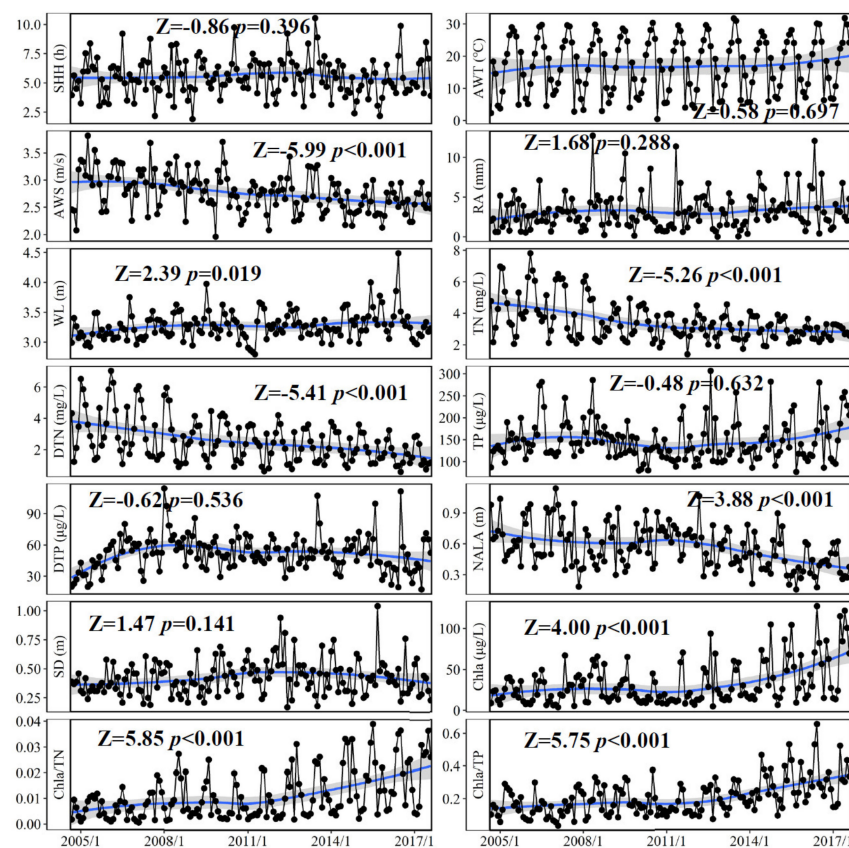 SHH (h)
10.0
7.5
5.0
2.5
Z=-0.86 p=0.396
AWT (°C)
30
20
10
0
Z=0.58 p=0.697
AWS (m/s)
3.5
3.0
2.5
2.0
Z=-5.99 p<0.001
RA (mm)
10
5
0
Z=1.68 p=0.288
WL (m)
4.5
4.0
3.5
3.0
Z=2.39 p=0.019
TN (mg/L)
8
6
4
2
Z=-5.26 p<0.001
DTN (mg/L)
6
4
2
Z=-5.41 p<0.001
TP (μg/L)
300
250
200
150
100
Z=-0.48 p=0.632
DTP (μg/L)
90
60
30
Z=-0.62 p=0.536
NALA (m)
0.9
0.6
0.3
Z=3.88 p<0.001
SD (m)
1.00
0.75
0.50
0.25
Z=1.47 p=0.141
Chla (μg/L)
100
50
0
Z=4.00 p<0.001
Chla/TN
0.04
0.03
0.02
0.01
0.00
Z=5.85 p<0.001
Chla/TP
0.6
0.4
0.2
Z=5.75 p<0.001
2005/1 2008/1 2011/1 2014/1 2017/1
2005/1 2008/1 2011/1 2014/1 2017/1